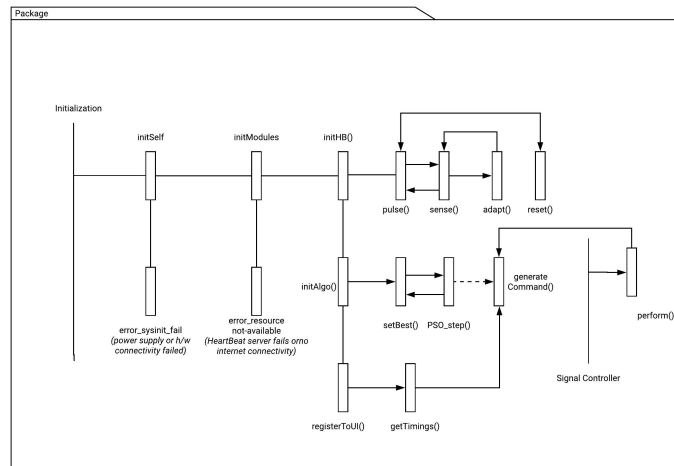 Package
Initialization
initSelf
initModules
initHB()
pulse()
sense()
adapt()
reset()
error_sysinit_fail
(power supply or h/w
connectivity failed)
error_resource
not-available
(HeartBeat server fails orno
internet connectivity)
initAlgo()
setBest()
PSO_step()
generate
Command()
perform()
Signal Controller
registerToUI()
getTimings()